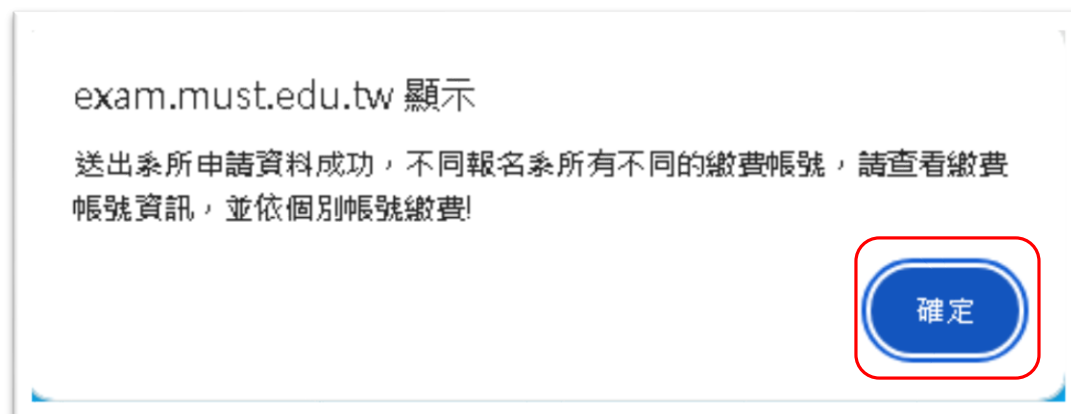 exam.must.edu.tw 顯示
送出系所申請資料成功，不同報名系所有不同的繳費帳號，請查看繳費
帳號資訊，並依個別帳號繳費!
確定